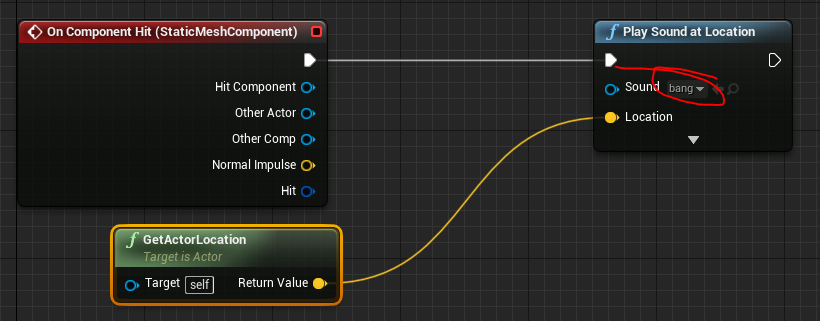 On Component Hit (StaticMeshComponent)
Hit Component
Other Actor
Other Comp
Normal Impulse
Hit
f Play Sound at Location
Sound bang
Location
f GetActorLocation
Target is Actor
Target self Return Value